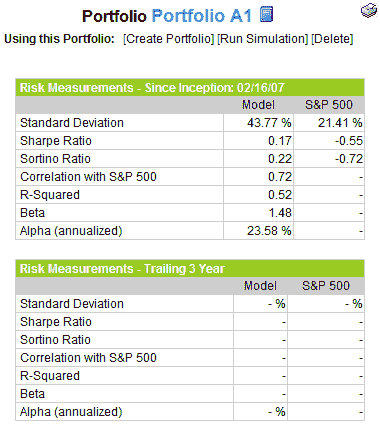 Portfolio Portfolio A1
Using this Portfolio: [Create Portfolio] [Run Simulation] [Delete]
Risk Measurements - Since Inception: 02/16/07
Model S&P 500
Standard Deviation 43.77 % 21.41 %
Sharpe Ratio 0.17 -0.55
Sortino Ratio 0.22 -0.72
Correlation with S&P 500 0.72 -
R-Squared 0.52 -
Beta 1.48 -
Alpha (annualized) 23.58 % -
Risk Measurements - Trailing 3 Year
Model S&P 500
Standard Deviation - % - %
Sharpe Ratio - -
Sortino Ratio - -
Correlation with S&P 500 - -
R-Squared - -
Beta - -
Alpha (annualized) - % -